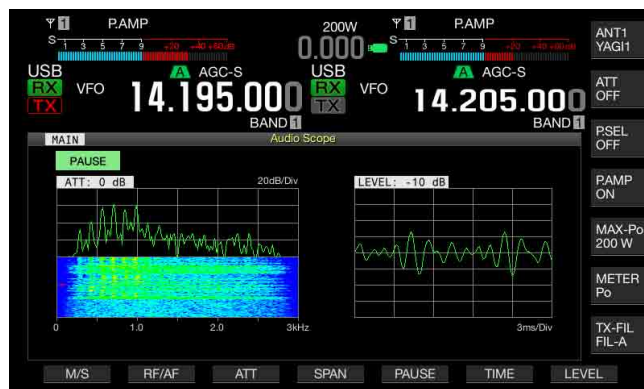 1 P.AMP 200W 1 P.AMP
S 1 3 5 7 9 +20 +40 +60dB 0.000 S 1 3 5 7 9 +20 +40 +60dB
USB A AGC-S USB A AGC-S
RX VFO 14.195.000 RX VFO 14.205.000
TX TX
BAND 1 BAND 1
MAIN Audio Scope
PAUSE
ATT: 0 dB 20dB/Div LEVEL: -10 dB
0 1.0 2.0 3kHz 3ms/Div
M/S RF/AF ATT SPAN PAUSE TIME LEVEL
ANT1
YAGI1
ATT
OFF
P.SEL
OFF
P.AMP
ON
MAX-Po
200 W
METER
Po
TX-FIL
FIL-A